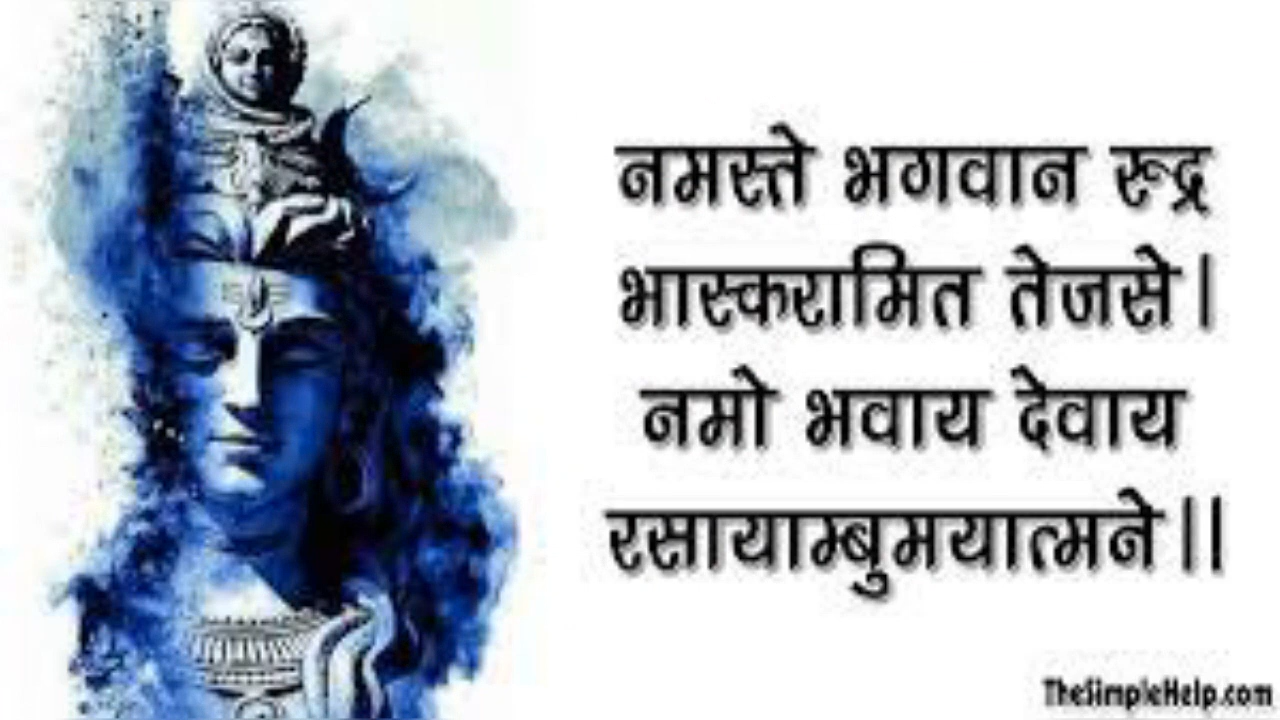 नमस्ते भगवान रूद्र
भास्करामित तेजसे।
नमो भवाय देवाय
रसायाम्बुमयात्मने।।
TheSimpleHelp.com